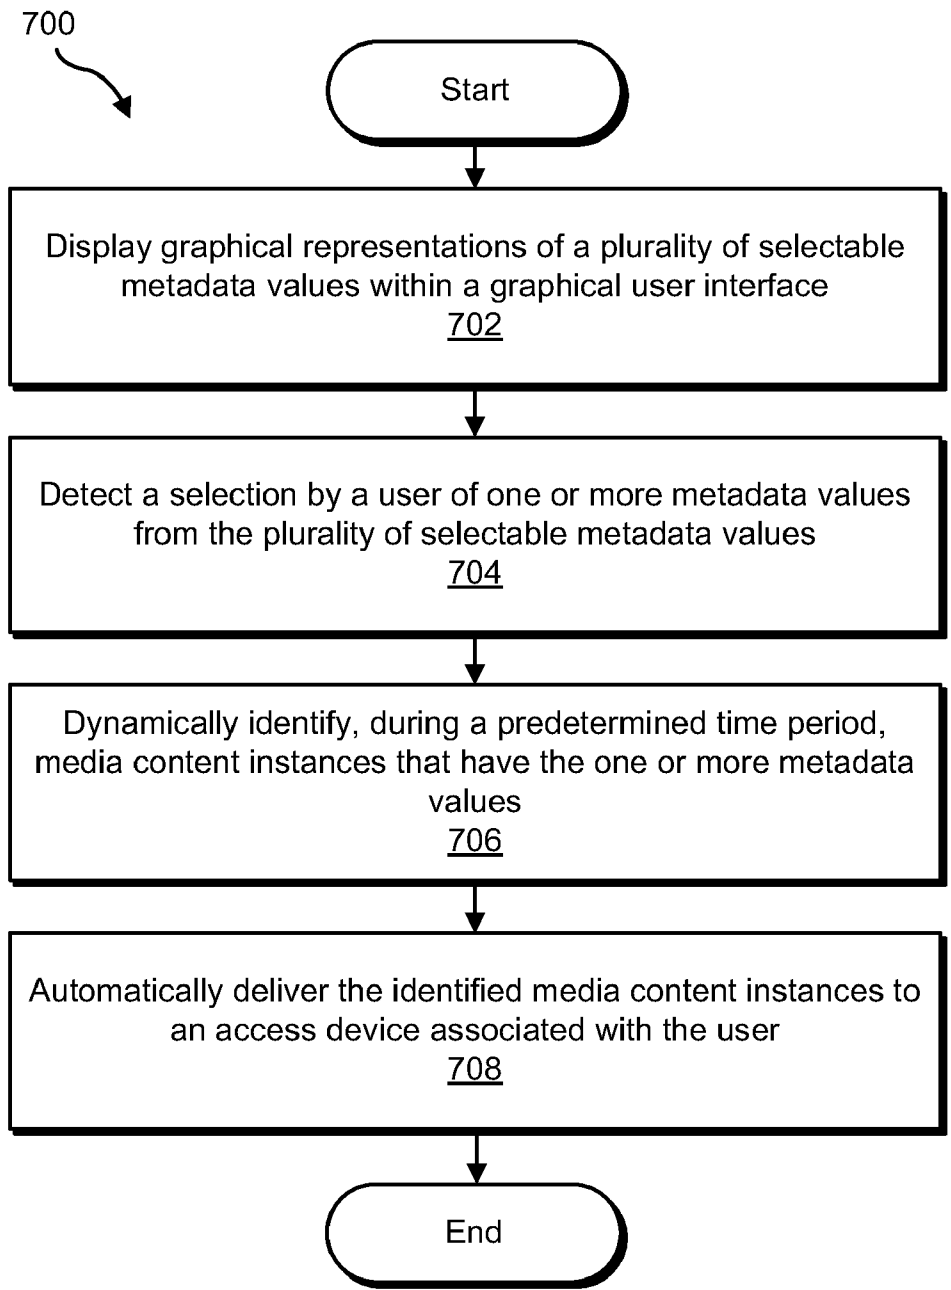 700
Start
Display graphical representations of a plurality of selectable
metadata values within a graphical user interface
702
Detect a selection by a user of one or more metadata values
from the plurality of selectable metadata values
704
Dynamically identify, during a predetermined time period,
media content instances that have the one or more metadata
values
706
Automatically deliver the identified media content instances to
an access device associated with the user
708
End